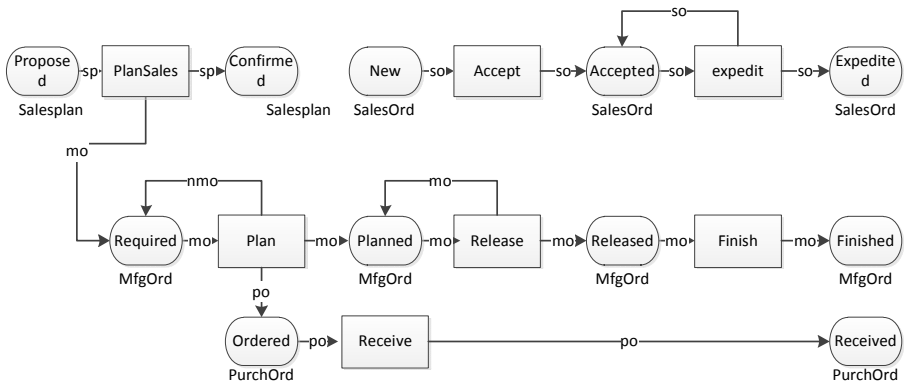 so
Propose
d
sp
PlanSales
sp
Confirme
d
New
so
Accept
so
Accepted
so
expedit
so
Expedite
d
Salesplan
Salesplan
SalesOrd
SalesOrd
SalesOrd
mo
nmo
mo
Required
mo
Plan
mo
Planned
mo
Release
mo
Released
mo
Finish
mo
Finished
MfgOrd
MfgOrd
MfgOrd
MfgOrd
po
Ordered
po
Receive
po
Received
PurchOrd
PurchOrd